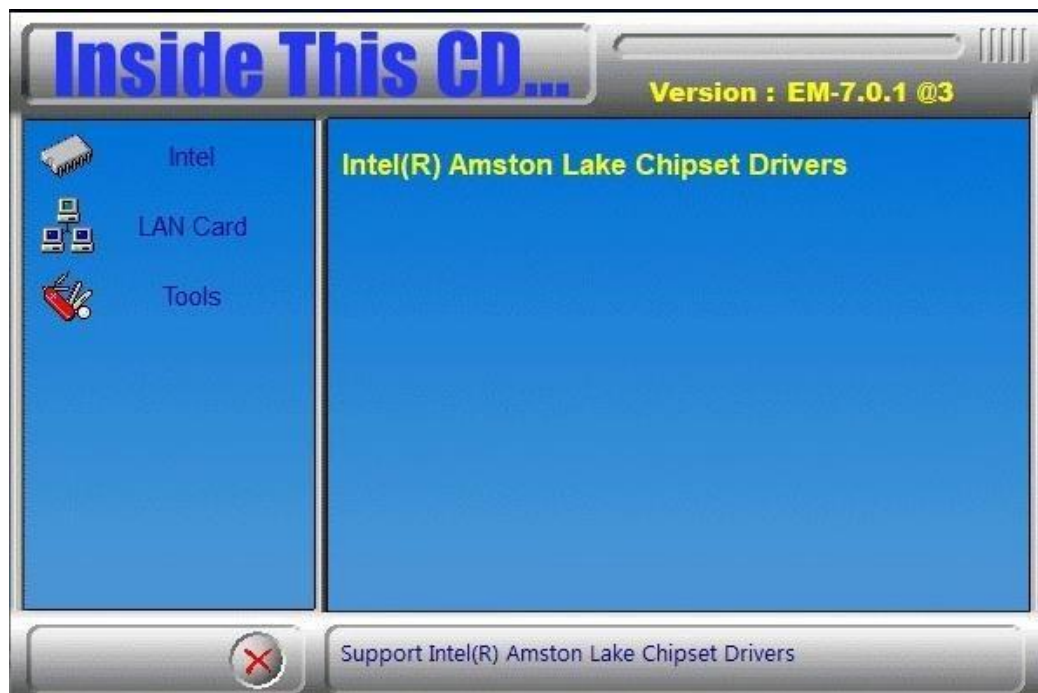 Inside This CD...
Version : EM-7.0.1 @3
Intel
LAN Card
Tools
Intel(R) Amston Lake Chipset Drivers
Support Intel(R) Amston Lake Chipset Drivers